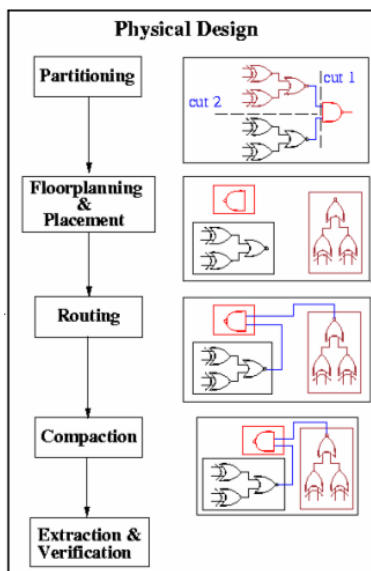 Physical Design
Partitioning
cut 1
cut 2
Floorplanning
&
Placement
Routing
Compaction
Extraction &
Verification